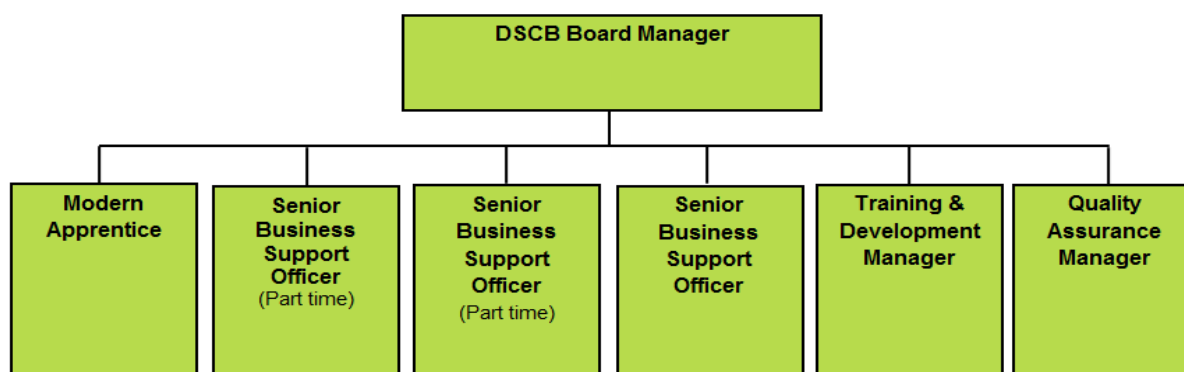 DSCB Board Manager
Modern
Apprentice
Senior
Business
Support
Officer
(Part time)
Senior
Business
Support
Officer
(Part time)
Senior
Business
Support
Officer
Training &
Development
Manager
Quality
Assurance
Manager